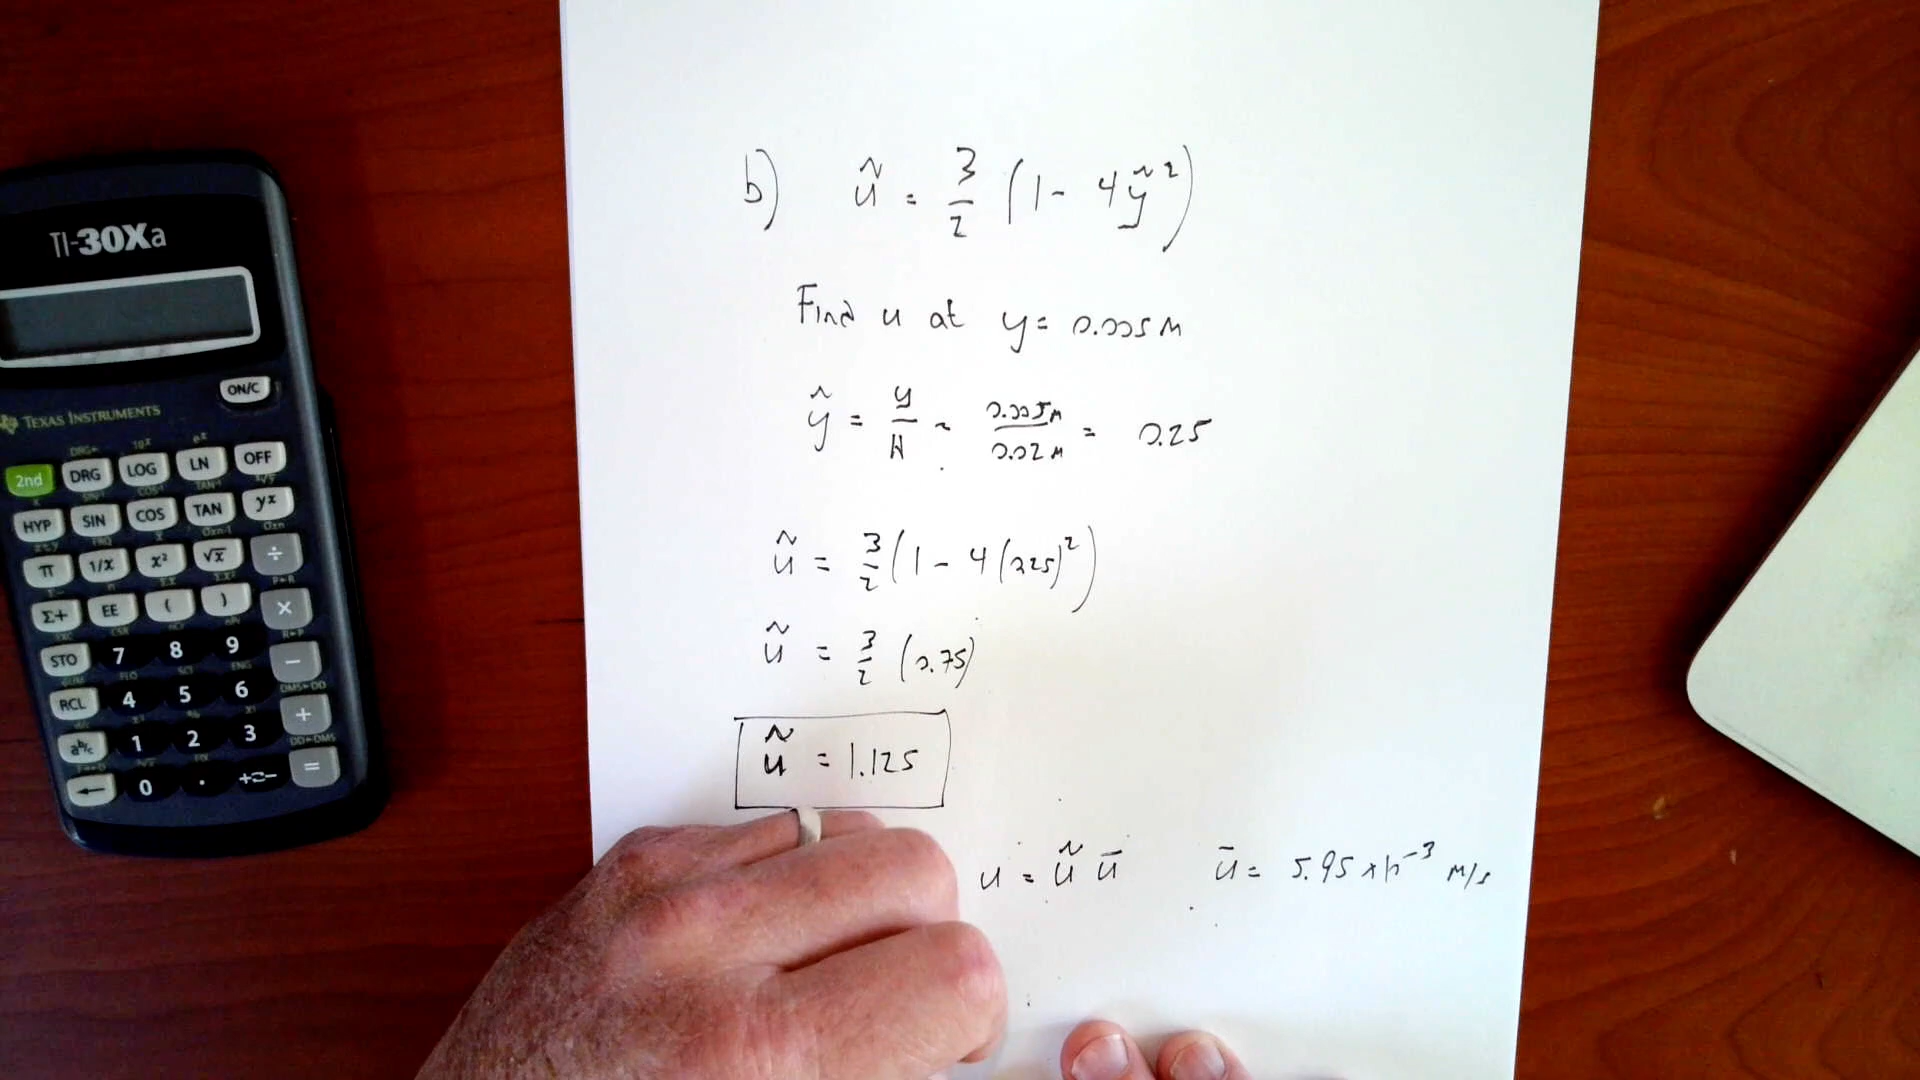 TI-30Xa
ON/C
TEXAS INSTRUMENTS
2nd DRG LOG LN OFF
HYP SIN COS TAN yx
π 1/x x² √x ÷
Σ+ EE ( ) ×
STO 7 8 9 −
RCL 4 5 6 +
ab/c 1 2 3 =
← 0 . +⇄−
b) ũ = 3/2 (1 - 4ỹ²)
Find u at y = 0.005 m
ỹ = y/H = 0.005m/0.02m = 0.25
ũ = 3/2 (1 - 4(0.25)²)
ũ = 3/2 (0.75)
ũ = 1.125
u = ũ ū ū = 5.95 x 10⁻³ m/s